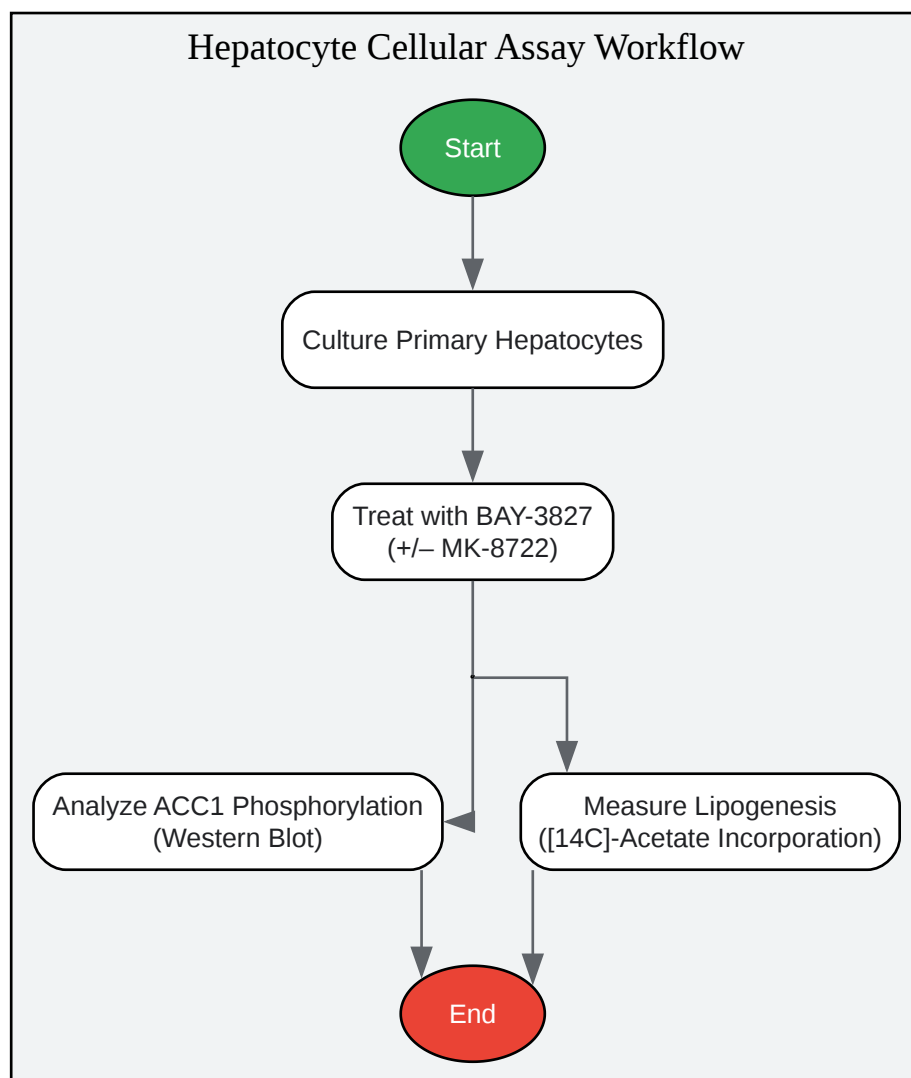 Hepatocyte Cellular Assay Workflow
Start
Culture Primary Hepatocytes
Treat with BAY-3827
(+/– MK-8722)
Analyze ACC1 Phosphorylation
(Western Blot)
Measure Lipogenesis
([14C]-Acetate Incorporation)
End